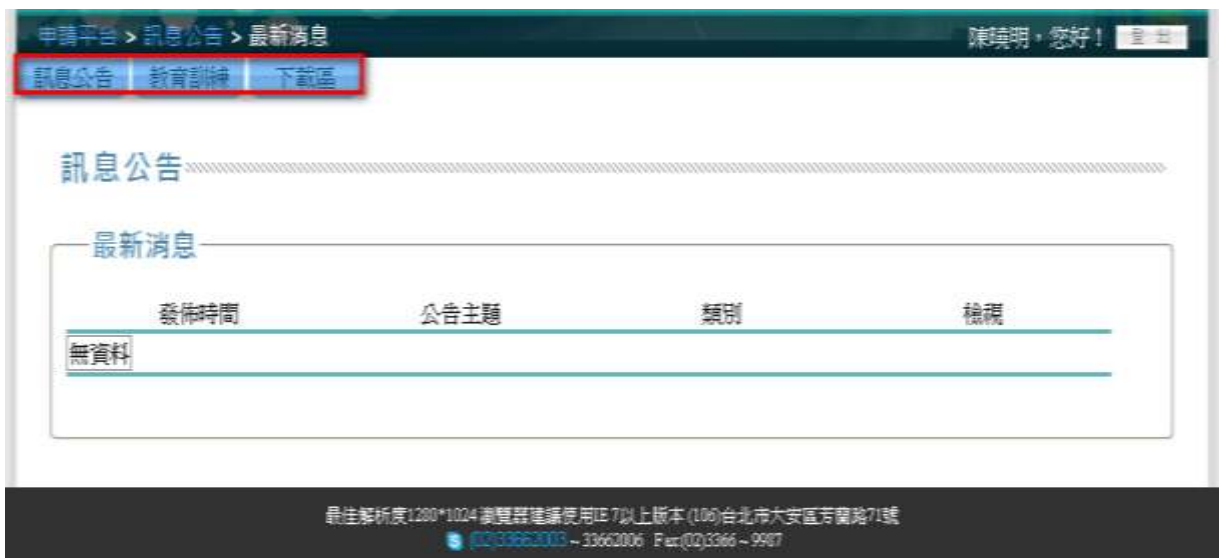 申請平台 > 訊息公告 > 最新消息 陳曉明，您好！ 登 出
訊息公告 教育訓練 下載區
訊息公告
最新消息
發佈時間 公告主題 類別 檢視
無資料
最佳解析度1280*1024 瀏覽器建議使用IE 7以上版本 (106)台北市大安區芳蘭路71號
(02)33662003 ~ 33662006 Fax:(02)3366 ~ 9987